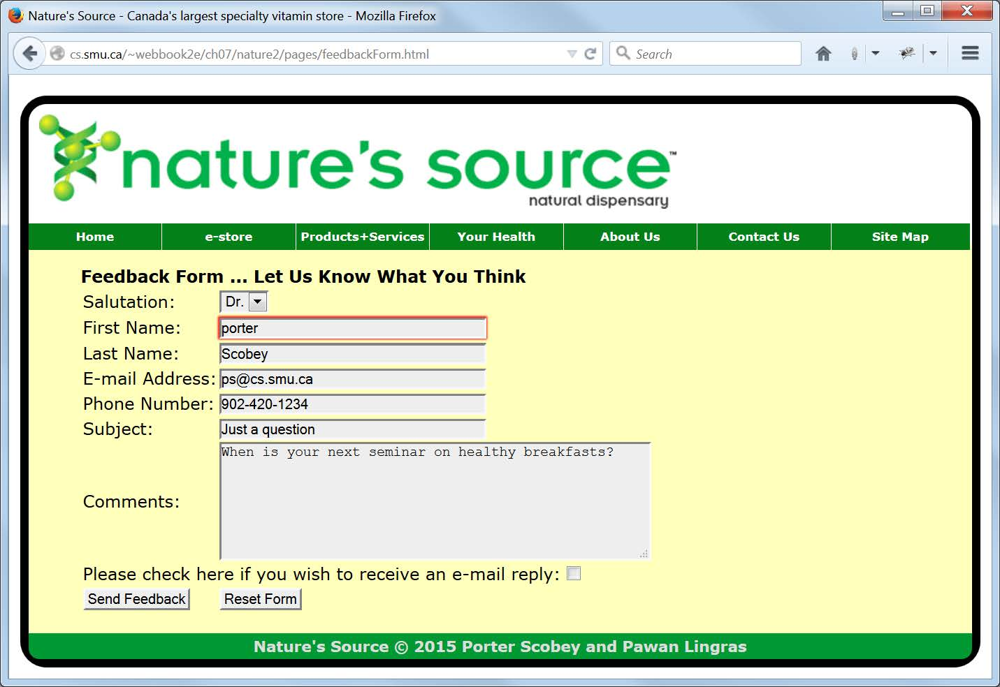 Nature's Source - Canada's largest specialty vitamin store - Mozilla Firefox
cs.smu.ca/~webbook2e/ch07/nature2/pages/feedbackForm.html
Search
nature's source™
natural dispensary
Home e-store Products+Services Your Health About Us Contact Us Site Map
Feedback Form ... Let Us Know What You Think
Salutation: Dr.
First Name: porter
Last Name: Scobey
E-mail Address: ps@cs.smu.ca
Phone Number: 902-420-1234
Subject: Just a question
When is your next seminar on healthy breakfasts?
Comments:
Please check here if you wish to receive an e-mail reply:
Send Feedback Reset Form
Nature's Source © 2015 Porter Scobey and Pawan Lingras